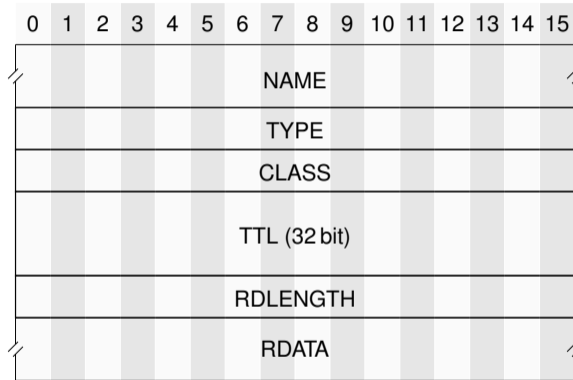 0 1 2 3 4 5 6 7 8 9 10 11 12 13 14 15
NAME
TYPE
CLASS
TTL (32 bit)
RDLENGTH
RDATA